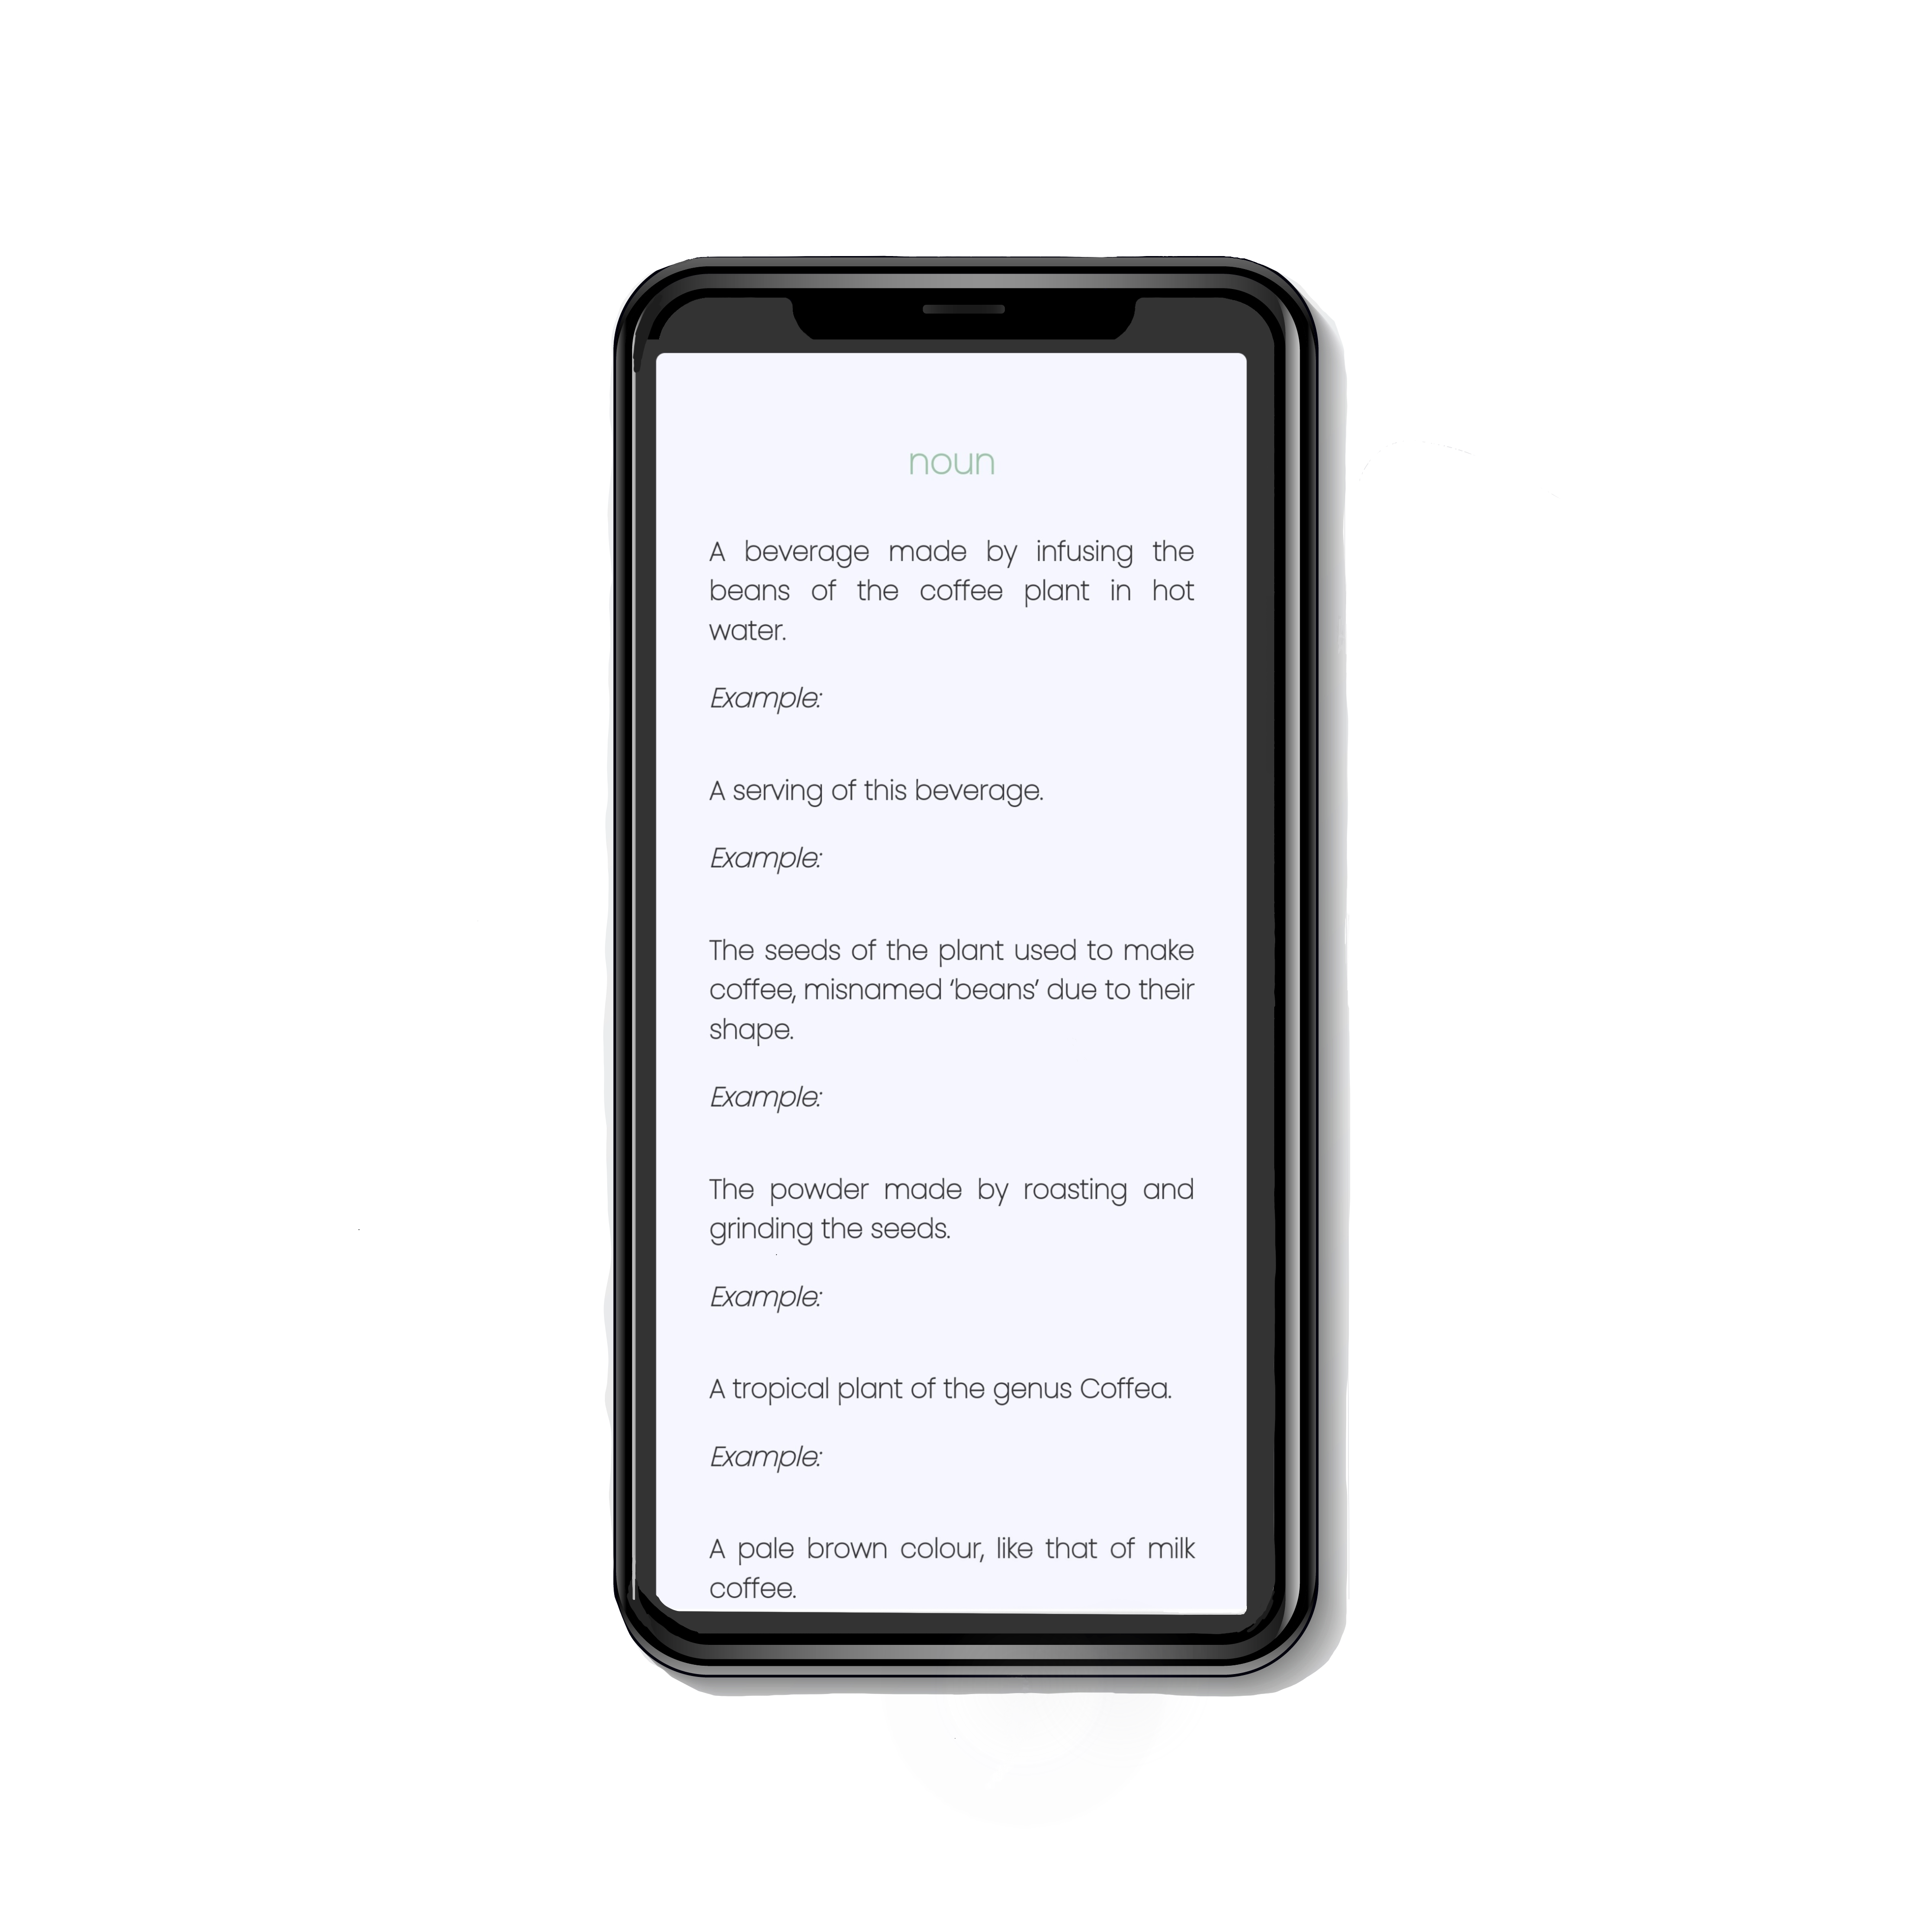 noun
A beverage made by infusing the
beans of the coffee plant in hot
water.
Example:
A serving of this beverage.
Example:
The seeds of the plant used to make
coffee, misnamed ‘beans’ due to their
shape.
Example:
The powder made by roasting and
grinding the seeds.
Example:
A tropical plant of the genus Coffea.
Example:
A pale brown colour, like that of milk
coffee.